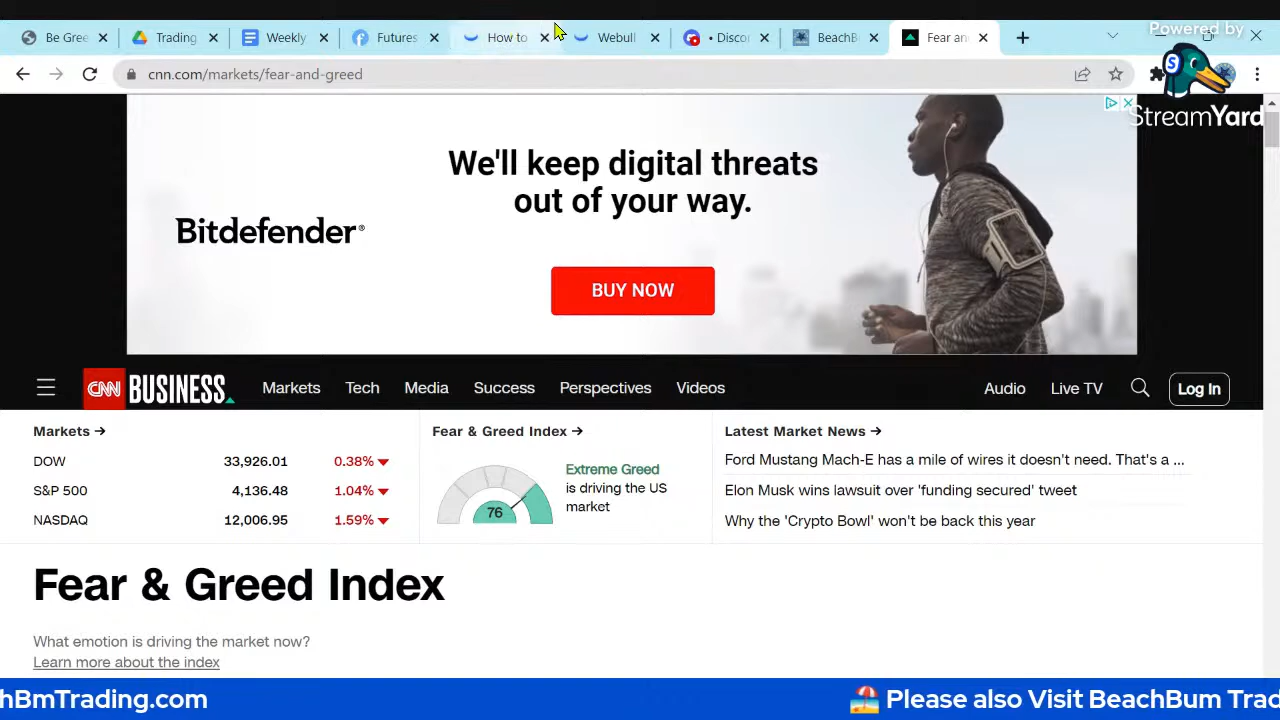 Be Gree
Trading
Weekly
Futures
How to
Webull
• Discor
BeachB
Fear an
Powered by
StreamYard
cnn.com/markets/fear-and-greed
We'll keep digital threats
out of your way.
Bitdefender®
BUY NOW
CNN BUSINESS
Markets
Tech
Media
Success
Perspectives
Videos
Audio
Live TV
Log In
Markets →
DOW 33,926.01 0.38%
S&P 500 4,136.48 1.04%
NASDAQ 12,006.95 1.59%
Fear & Greed Index →
76
Extreme Greed
is driving the US
market
Latest Market News →
Ford Mustang Mach-E has a mile of wires it doesn't need. That's a ...
Elon Musk wins lawsuit over 'funding secured' tweet
Why the 'Crypto Bowl' won't be back this year
Fear & Greed Index
What emotion is driving the market now?
Learn more about the index
hBmTrading.com
Please also Visit BeachBum Trad